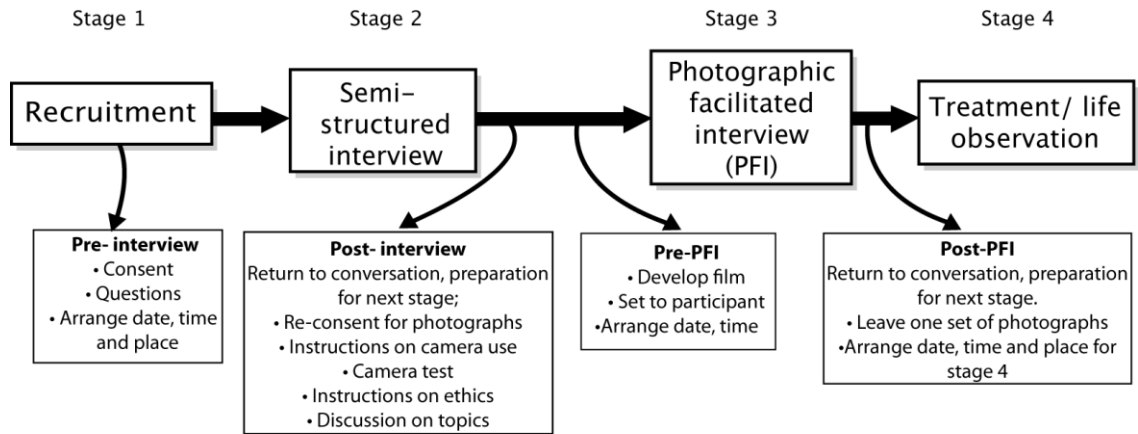 Stage 1
Stage 2
Stage 3
Stage 4
Recruitment
Semi-
structured
interview
Photographic
facilitated
interview
(PFI)
Treatment/ life
observation
Pre- interview
• Consent
• Questions
• Arrange date, time
and place
Post- interview
Return to conversation, preparation
for next stage;
• Re-consent for photographs
• Instructions on camera use
• Camera test
• Instructions on ethics
• Discussion on topics
Pre-PFI
• Develop film
• Set to participant
•Arrange date, time
Post-PFI
Return to conversation, preparation
for next stage.
• Leave one set of photographs
•Arrange date, time and place for
stage 4